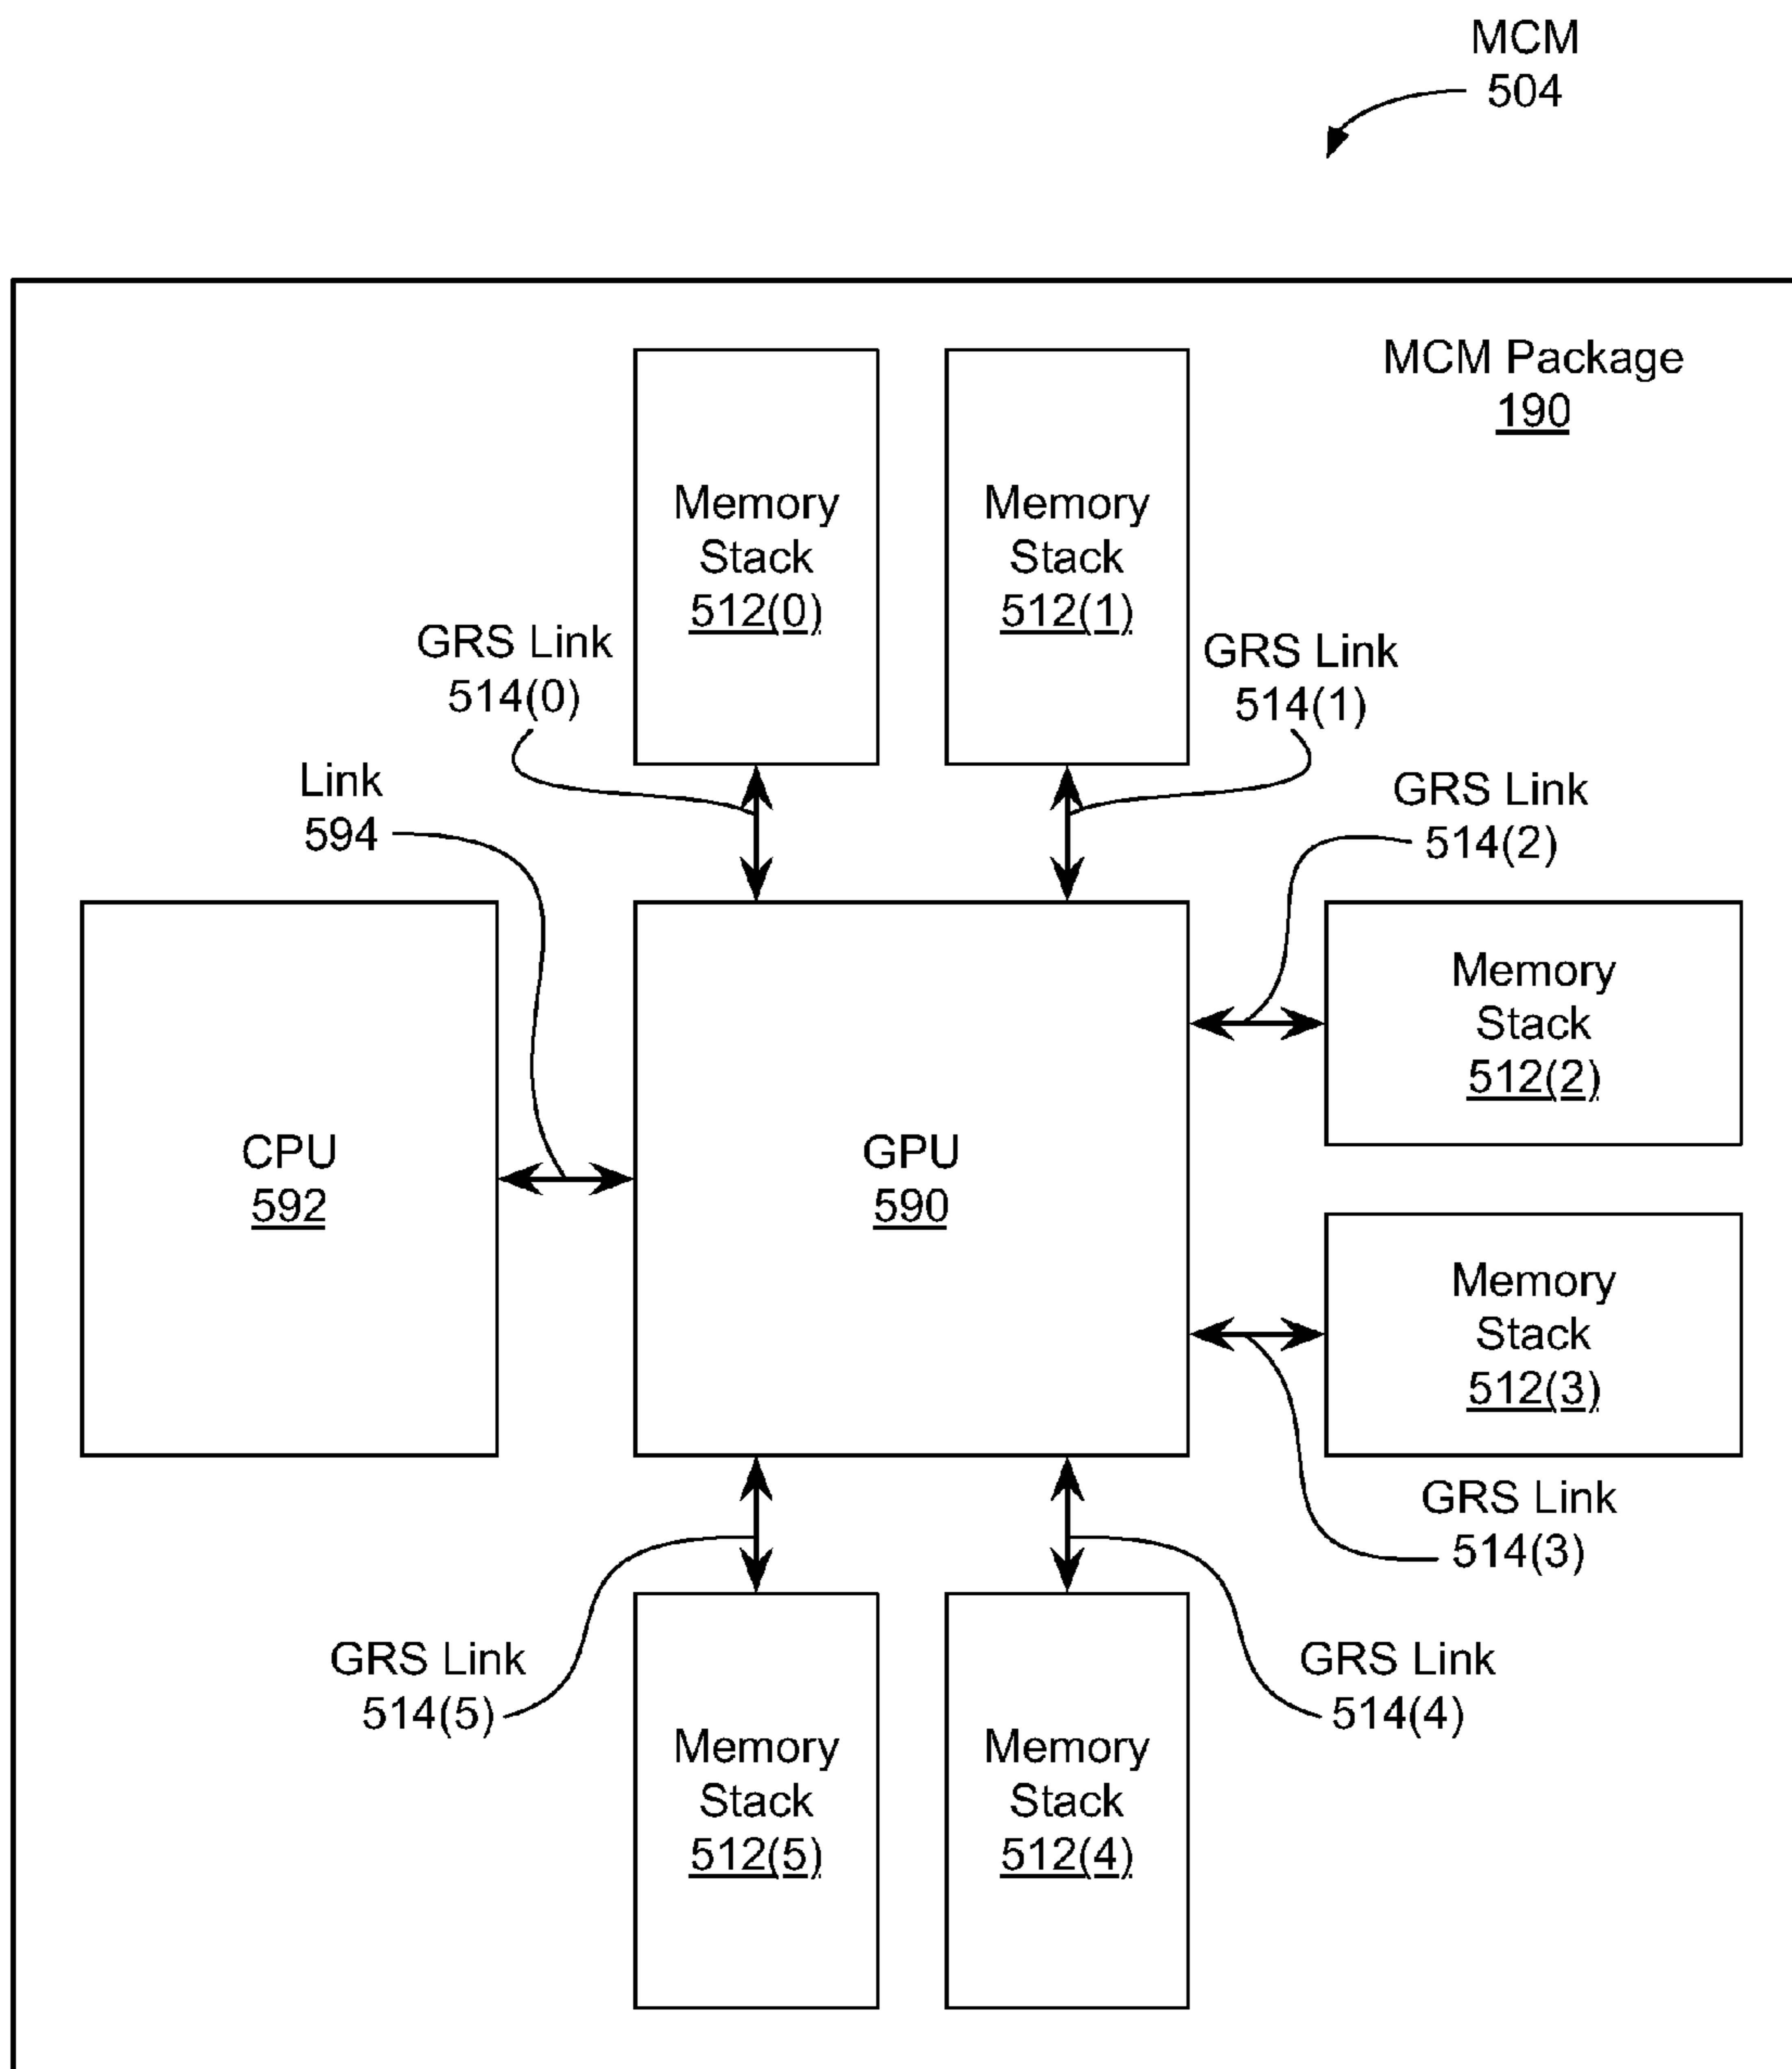 MCM
504
MCM Package
190
Memory
Stack
512(0)
Memory
Stack
512(1)
GRS Link
514(0)
GRS Link
514(1)
Link
594
GRS Link
514(2)
Memory
Stack
512(2)
CPU
592
GPU
590
Memory
Stack
512(3)
GRS Link
514(3)
GRS Link
514(5)
GRS Link
514(4)
Memory
Stack
512(5)
Memory
Stack
512(4)